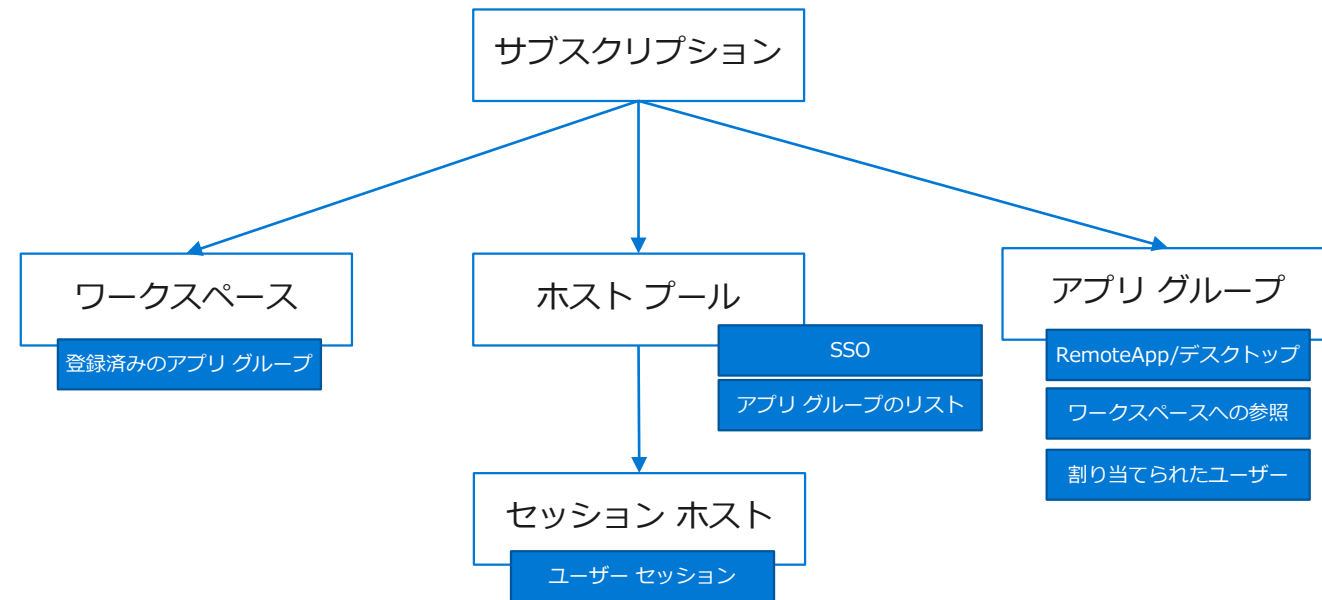 サブスクリプション
ワークスペース
登録済みのアプリ グループ
ホスト プール
SSO
アプリ グループのリスト
アプリ グループ
RemoteApp/デスクトップ
ワークスペースへの参照
割り当てられたユーザー
セッション ホスト
ユーザー セッション